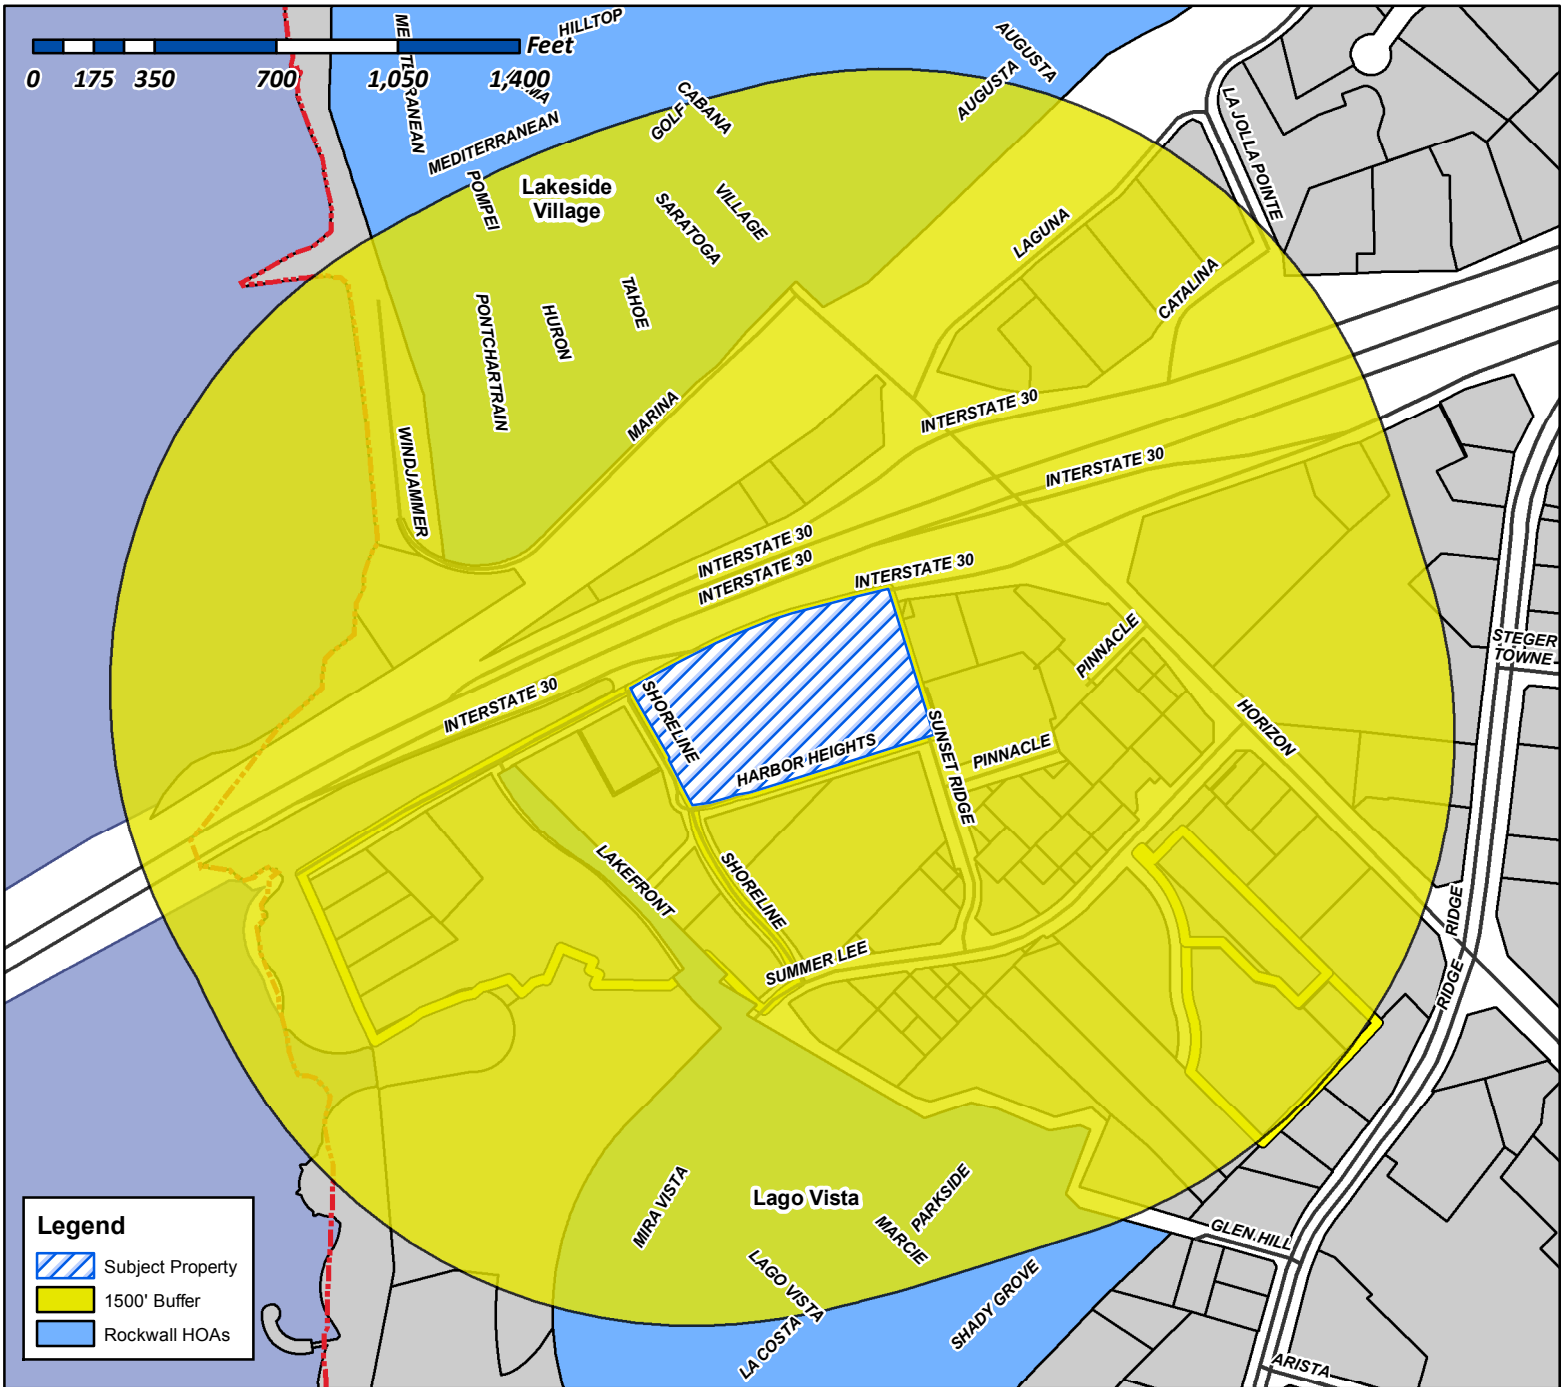 HILLTOP
Feet
0 175 350 700 1,050 1,400
MEDITERRANEAN
AUGUSTA
AUGUSTA
CABANA
GOLF
MEDITERRANEAN
POMPEI
Lakeside
Village
SARATOGA
VILLAGE
LA JOLLA POINTE
LAGUNA
CATALINA
TAHOE
HURON
PONTCHARTRAIN
MARINA
WINDJAMMER
INTERSTATE 30
INTERSTATE 30
INTERSTATE 30
INTERSTATE 30
INTERSTATE 30
PINNACLE
STEGER
TOWNE
INTERSTATE 30
SHORELINE
HARBOR HEIGHTS
SUNSET RIDGE
PINNACLE
HORIZON
LAKEFRONT
SHORELINE
SUMMER LEE
RIDGE
RIDGE
MIRA VISTA
Lago Vista
PARKSIDE
MARCIE
GLEN HILL
LAGO VISTA
LA COSTA
SHADY GROVE
ARISTA
Legend
Subject Property
1500' Buffer
Rockwall HOAs